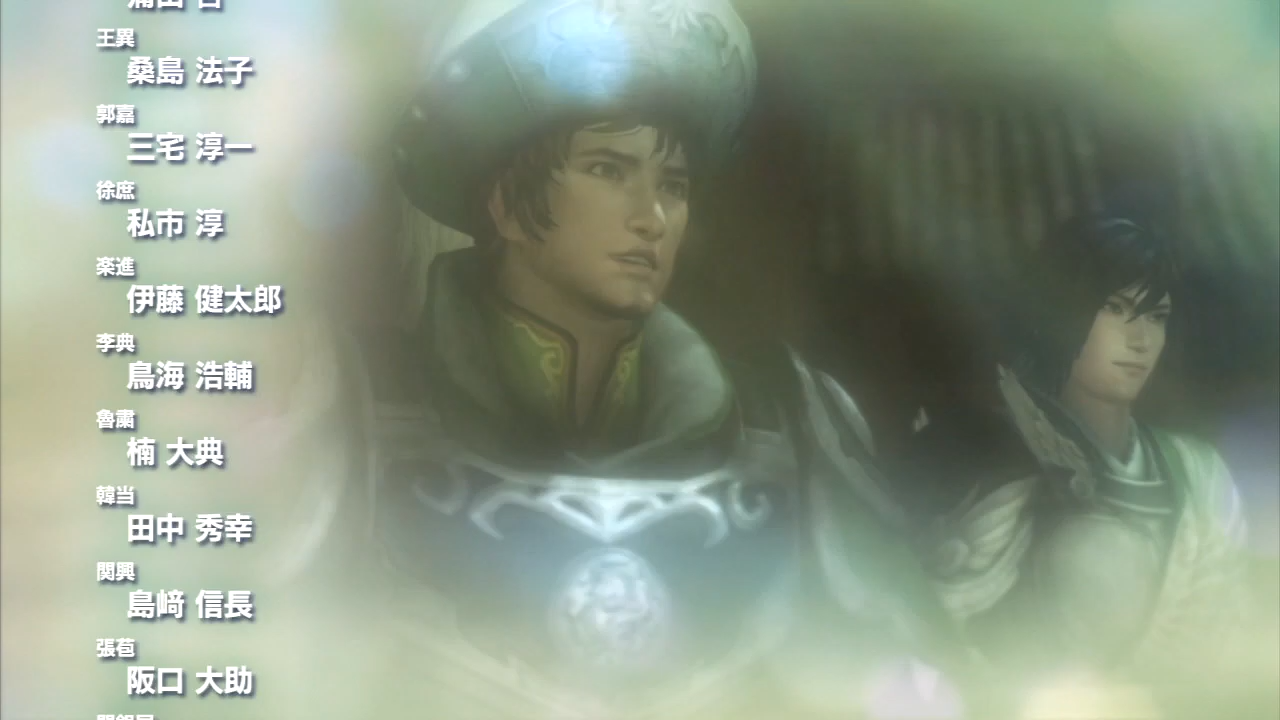 王異
桑島 法子
郭嘉
三宅 淳一
徐庶
私市 淳
楽進
伊藤 健太郎
李典
鳥海 浩輔
魯粛
楠 大典
韓当
田中 秀幸
関興
島﨑 信長
張苞
阪口 大助